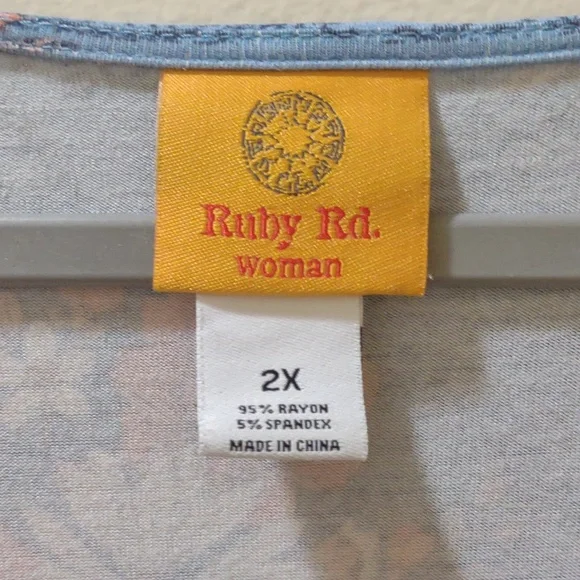 Ruby Rd.
woman
2X
95% RAYON
5% SPANDEX
MADE IN CHINA